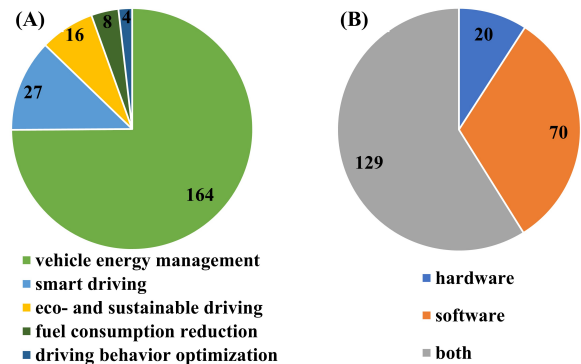 (A)
4
8
16
27
164
vehicle energy management
smart driving
eco- and sustainable driving
fuel consumption reduction
driving behavior optimization
(B)
20
70
129
hardware
software
both